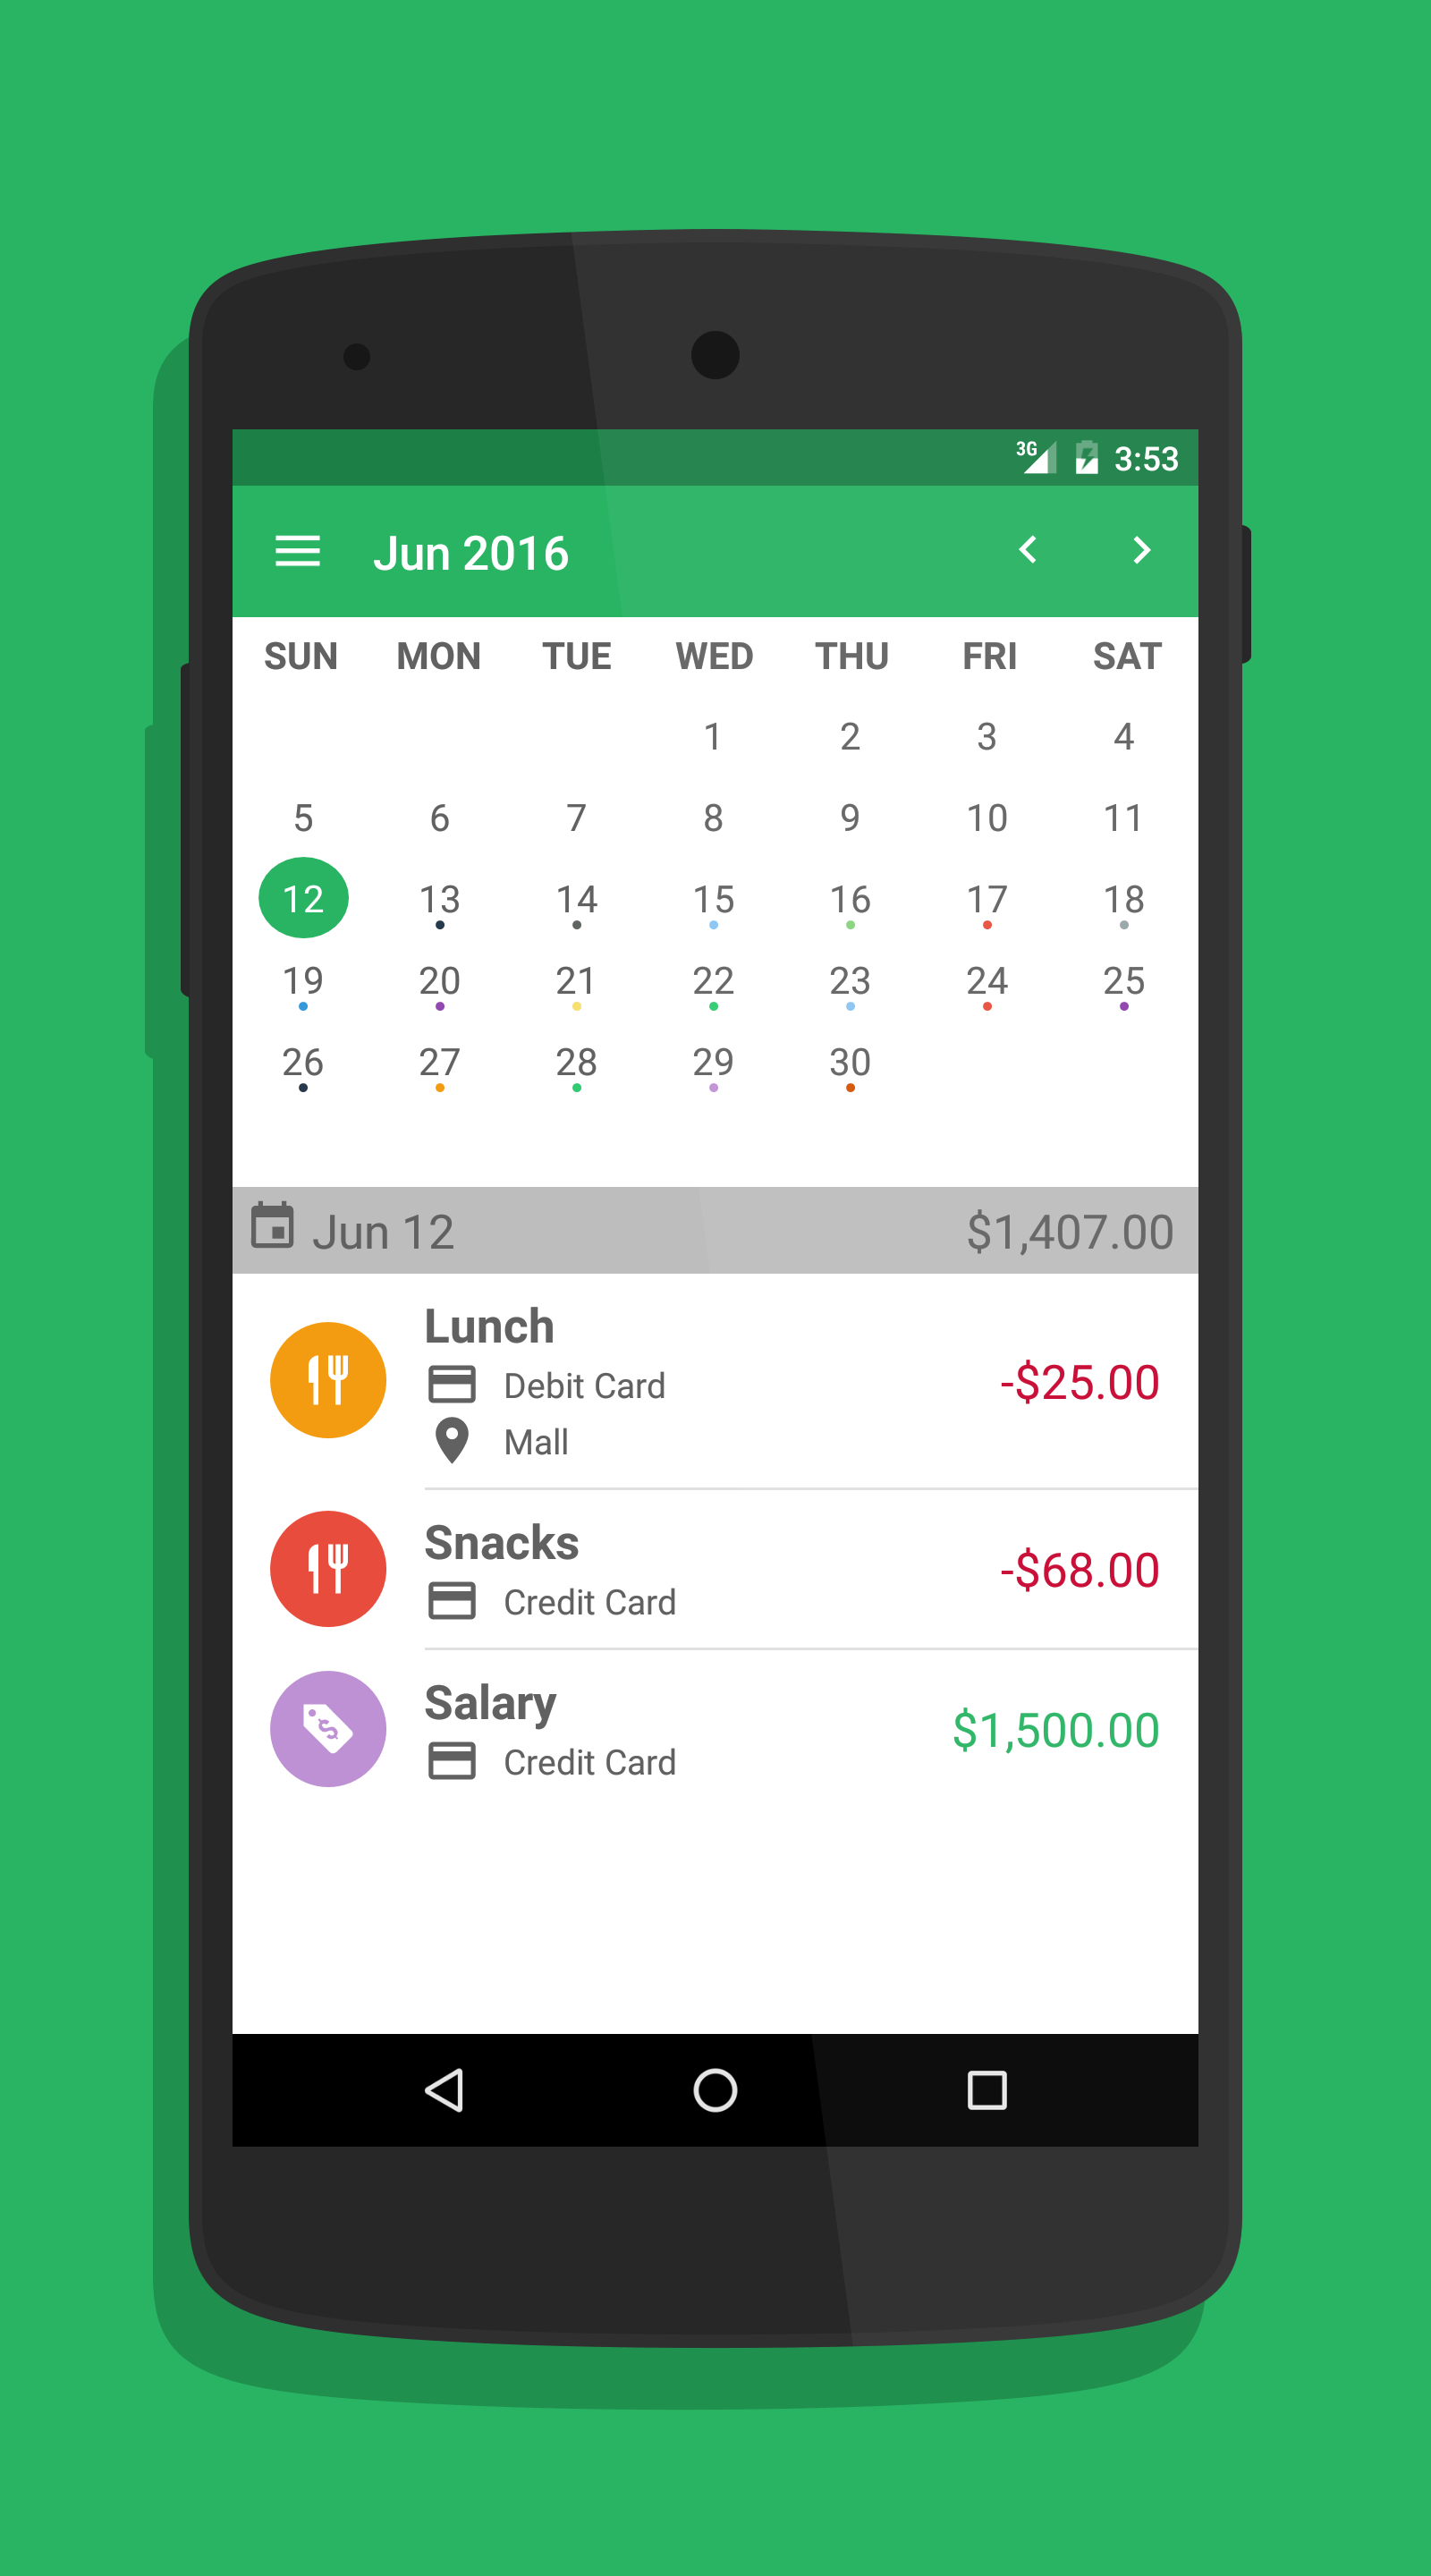 3G 3:53
Jun 2016
SUN MON TUE WED THU FRI SAT
1 2 3 4
5 6 7 8 9 10 11
12 13 14 15 16 17 18
19 20 21 22 23 24 25
26 27 28 29 30
Jun 12 $1,407.00
Lunch
Debit Card
-$25.00
Mall
Snacks
-$68.00
Credit Card
Salary
$1,500.00
Credit Card